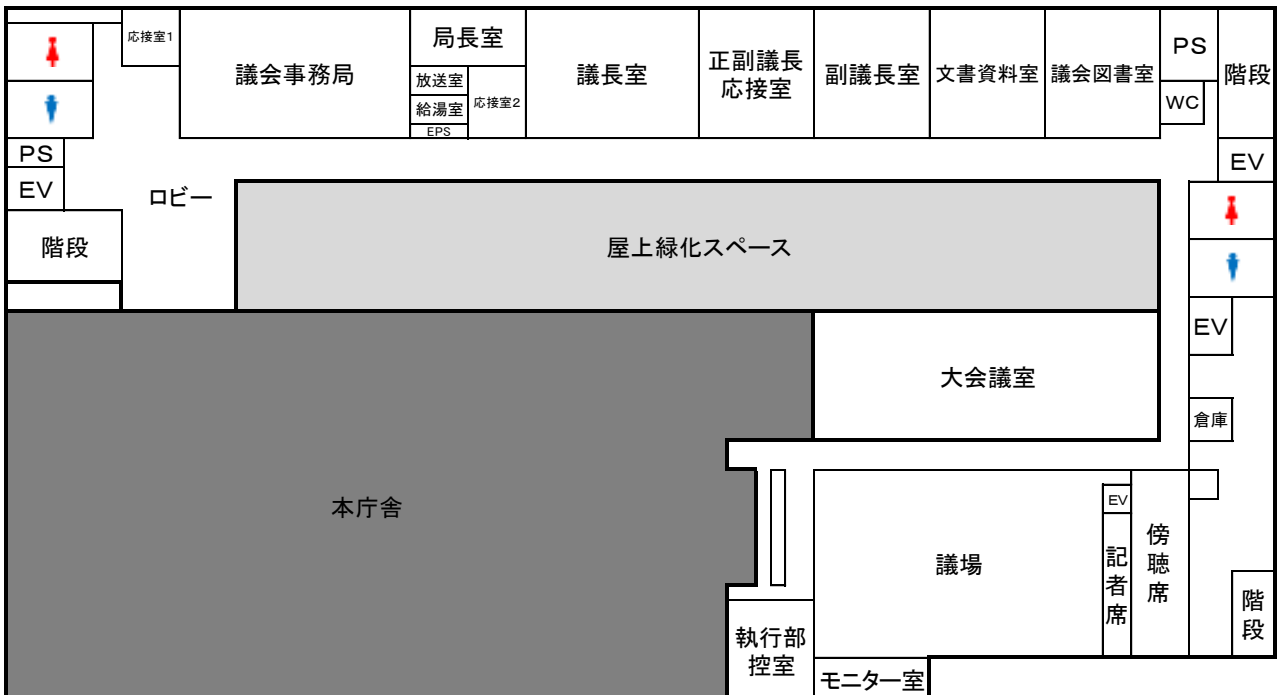 応接室1
議会事務局
局長室
放送室
給湯室
EPS
応接室2
議長室
正副議長
応接室
副議長室
文書資料室
議会図書室
PS
WC
階段
EV
PS
EV
階段
ロビー
屋上緑化スペース
EV
倉庫
大会議室
本庁舎
議場
EV
記者席
傍聴席
階段
執行部
控室
モニター室